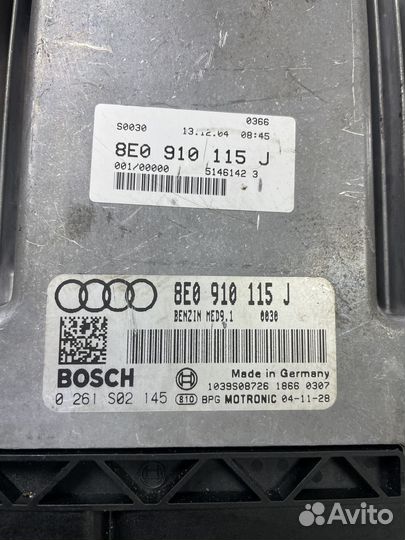 0366
S0030 13.12.04 08:45
8E0 910 115 J
001/00000 5146142 3
8E0 910 115 J
BENZIN MED9.1 0030
BOSCH
Made in Germany
1039S08726 1866 0307
0 261 S02 145 810 BPG MOTRONIC 04-11-28
Avito